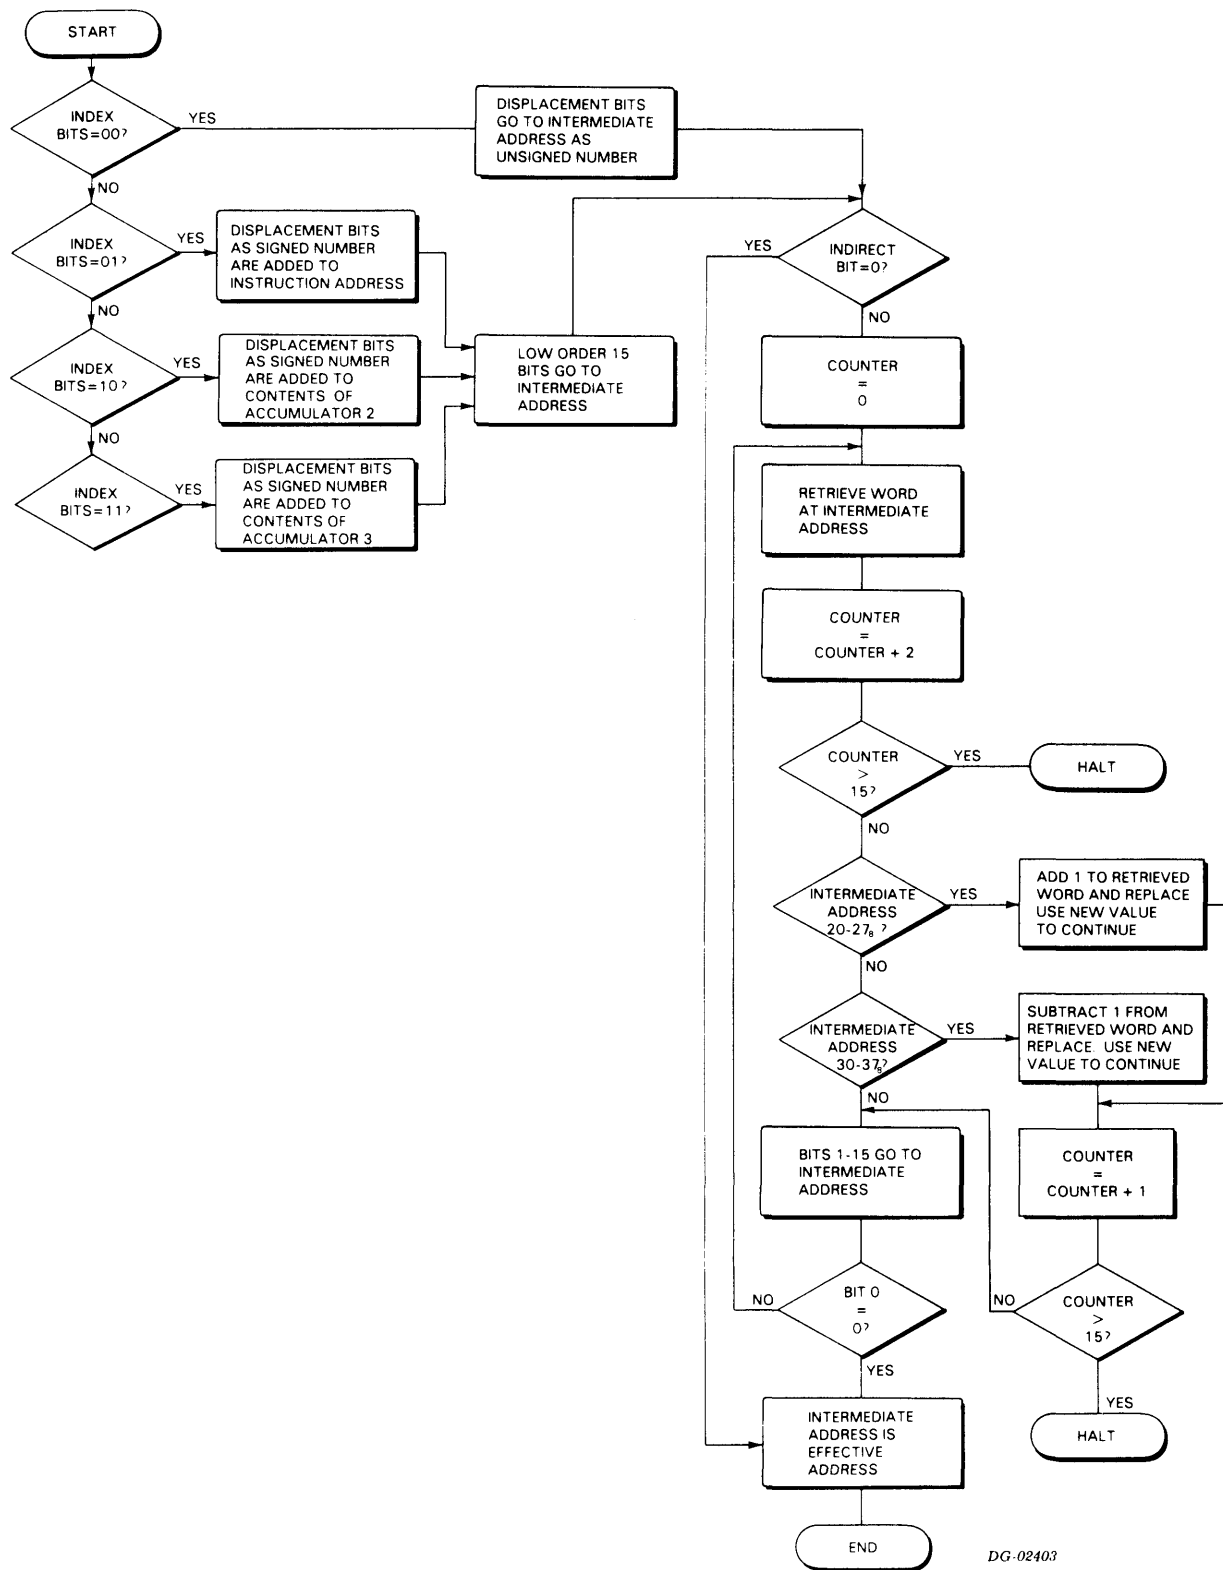 START
INDEX
BITS=00?
YES
DISPLACEMENT BITS
GO TO INTERMEDIATE
ADDRESS AS
UNSIGNED NUMBER
NO
INDEX
BITS=01?
YES
DISPLACEMENT BITS
AS SIGNED NUMBER
ARE ADDED TO
INSTRUCTION ADDRESS
YES
INDIRECT
BIT=0?
NO
NO
INDEX
BITS=10?
YES
DISPLACEMENT BITS
AS SIGNED NUMBER
ARE ADDED TO
CONTENTS OF
ACCUMULATOR 2
LOW ORDER 15
BITS GO TO
INTERMEDIATE
ADDRESS
COUNTER
=
0
NO
INDEX
BITS=11?
YES
DISPLACEMENT BITS
AS SIGNED NUMBER
ARE ADDED TO
CONTENTS OF
ACCUMULATOR 3
RETRIEVE WORD
AT INTERMEDIATE
ADDRESS
COUNTER
=
COUNTER + 2
COUNTER
>
15?
YES
HALT
NO
INTERMEDIATE
ADDRESS
20-27₈ ?
YES
ADD 1 TO RETRIEVED
WORD AND REPLACE
USE NEW VALUE
TO CONTINUE
NO
INTERMEDIATE
ADDRESS
30-37₈?
YES
SUBTRACT 1 FROM
RETRIEVED WORD AND
REPLACE. USE NEW
VALUE TO CONTINUE
NO
BITS 1-15 GO TO
INTERMEDIATE
ADDRESS
COUNTER
=
COUNTER + 1
NO
BIT 0
=
0?
YES
NO
COUNTER
>
15?
YES
INTERMEDIATE
ADDRESS IS
EFFECTIVE
ADDRESS
HALT
END
DG-02403